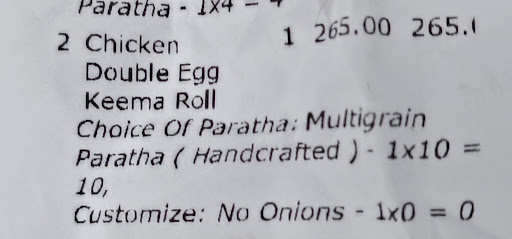 Paratha - 1x4 =
2 Chicken 1 265.00 265.
Double Egg
Keema Roll
Choice Of Paratha: Multigrain
Paratha ( Handcrafted ) - 1x10 =
10,
Customize: No Onions - 1x0 = 0